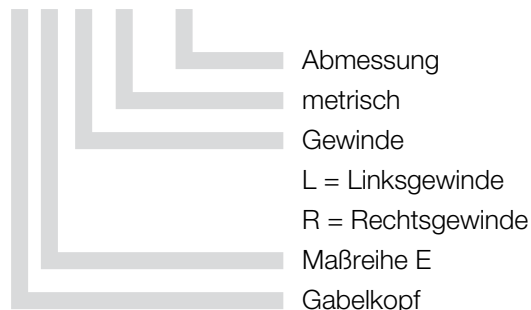 Abmessung
metrisch
Gewinde
L = Linksgewinde
R = Rechtsgewinde
Maßreihe E
Gabelkopf